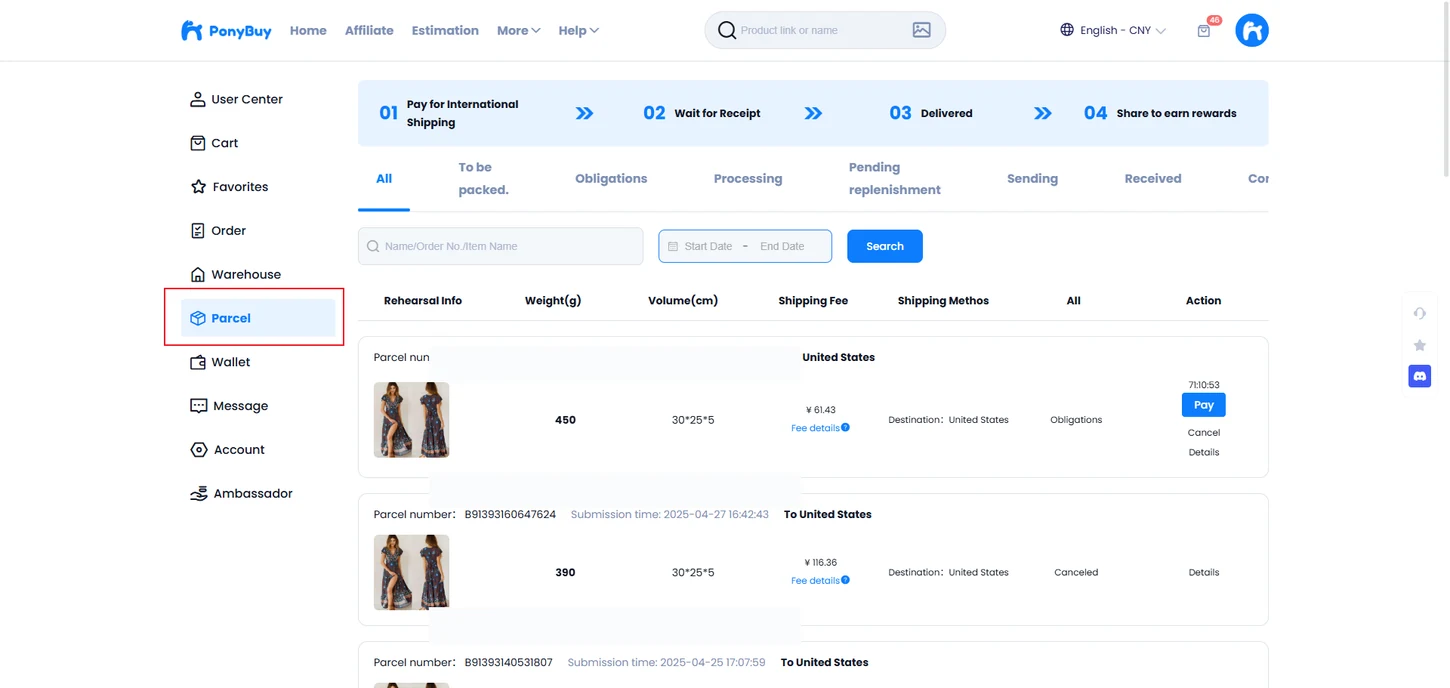 PonyBuy Home Affiliate Estimation More Help Product link or name English - CNY 46
User Center
Cart
Favorites
Order
Warehouse
Parcel
Wallet
Message
Account
Ambassador
01 Pay for International
Shipping
02 Wait for Receipt
03 Delivered
04 Share to earn rewards
All
To be
packed.
Obligations
Processing
Pending
replenishment
Sending
Received
Name/Order No./Item Name
Start Date - End Date
Search
Rehearsal Info Weight(g) Volume(cm) Shipping Fee Shipping Methos All Action
Parcel United States
450
30*25*5
¥ 61.43
Fee details ?
Destination: United States
Obligations
71:10:53
Pay
Cancel
Details
Parcel number: B91393160647624 Submission time: 2025-04-27 16:42:43 To United States
390
30*25*5
¥ 116.36
Fee details ?
Destination: United States
Canceled
Details
Parcel number: B91393140531807 Submission time: 2025-04-25 17:07:59 To United States